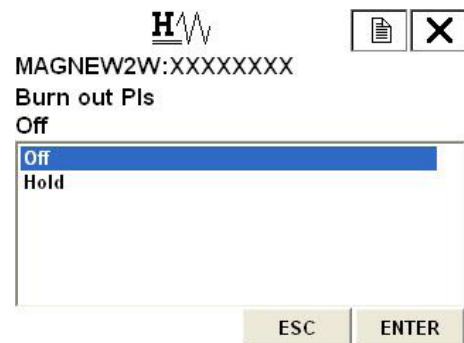 H
MAGNEW2W:XXXXXXXX
Burn out Pls
Off
Off
Hold
ESC ENTER